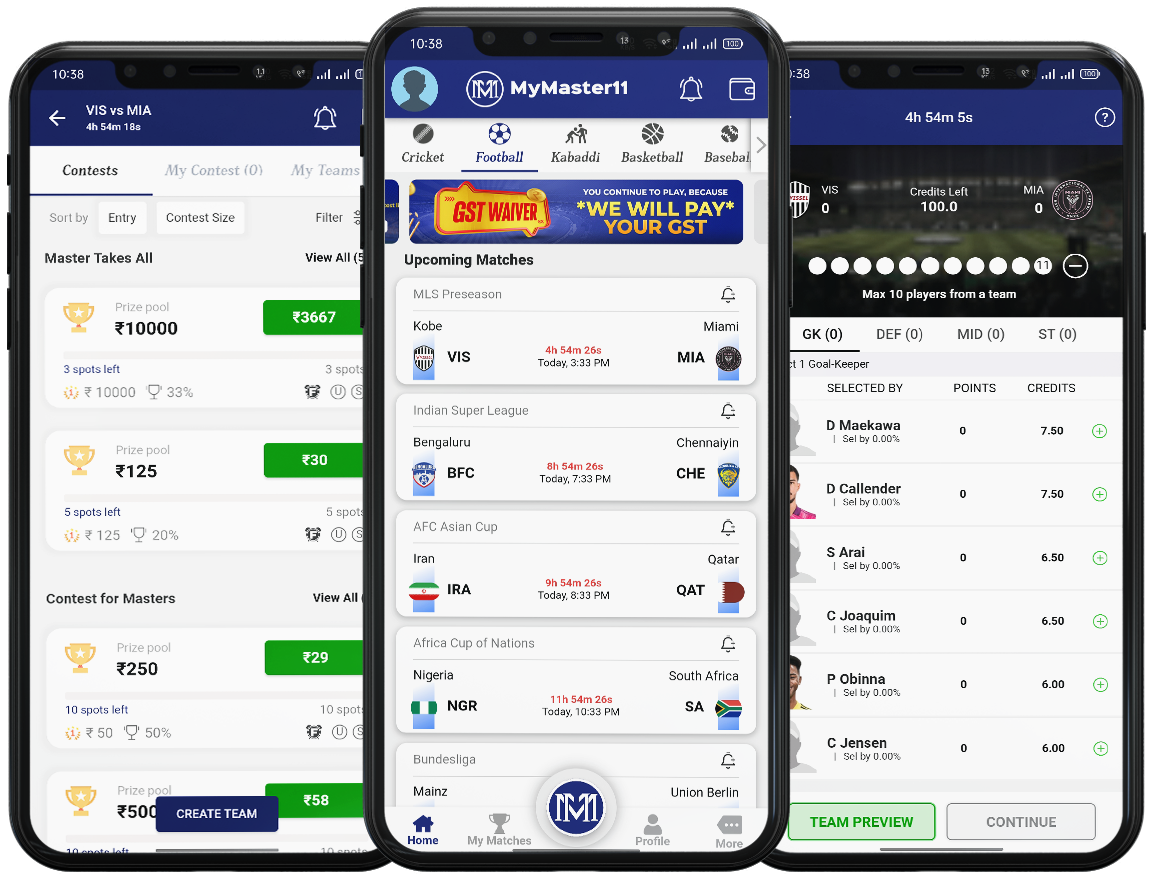 10:38
VIS vs MIA
4h 54m 18s
Contests
My Contest (0)
My Teams
Sort by
Entry
Contest Size
Filter
Master Takes All
View All (5
Prize pool
₹10000
₹3667
3 spots left
3 spots
₹ 10000
33%
U
S
Prize pool
₹125
₹30
5 spots left
5 spots
₹ 125
20%
U
S
Contest for Masters
View All (
Prize pool
₹250
₹29
10 spots left
10 spots
₹ 50
50%
U
S
Prize pool
₹500
₹58
CREATE TEAM
10 spots left
10 spots
10:38
13
100
MyMaster11
Cricket
Football
Kabaddi
Basketball
Basebal
GST WAIVER
YOU CONTINUE TO PLAY, BECAUSE
*WE WILL PAY*
YOUR GST
Upcoming Matches
MLS Preseason
Kobe
Miami
VIS
4h 54m 26s
Today, 3:33 PM
MIA
Indian Super League
Bengaluru
Chennaiyin
BFC
8h 54m 26s
Today, 7:33 PM
CHE
AFC Asian Cup
Iran
Qatar
IRA
9h 54m 26s
Today, 8:33 PM
QAT
Africa Cup of Nations
Nigeria
South Africa
NGR
11h 54m 26s
Today, 10:33 PM
SA
Bundesliga
Mainz
Union Berlin
Home
My Matches
Profile
More
:38
13
100
4h 54m 5s
?
VIS
0
Credits Left
100.0
MIA
0
11
Max 10 players from a team
GK (0)
DEF (0)
MID (0)
ST (0)
ct 1 Goal-Keeper
SELECTED BY
POINTS
CREDITS
D Maekawa
Sel by 0.00%
0
7.50
D Callender
Sel by 0.00%
0
7.50
S Arai
Sel by 0.00%
0
6.50
C Joaquim
Sel by 0.00%
0
6.50
P Obinna
Sel by 0.00%
0
6.00
C Jensen
Sel by 0.00%
0
6.00
TEAM PREVIEW
CONTINUE